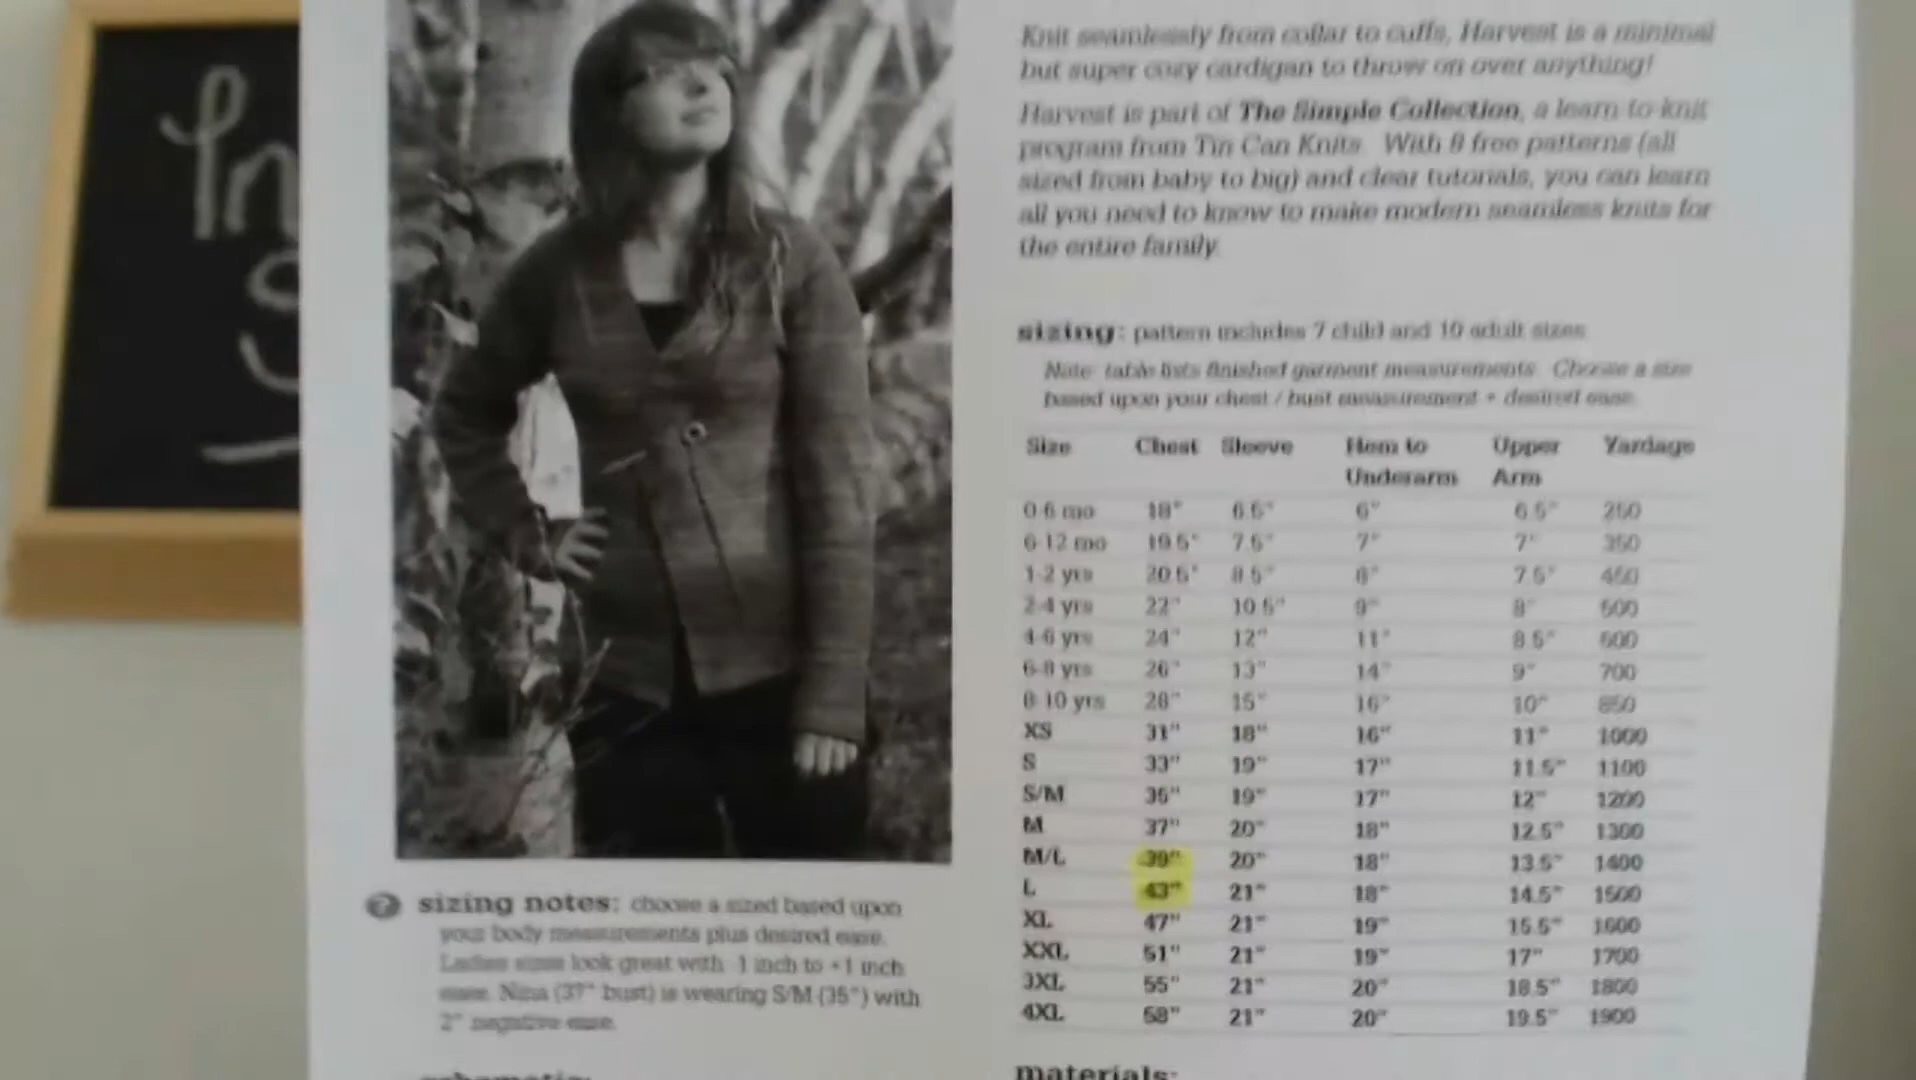 In
Knit seamlessly from collar to cuffs, Harvest is a minimal
but super cozy cardigan to throw on over anything!
Harvest is part of The Simple Collection, a learn to knit
program from Tin Can Knits. With 8 free patterns (all
sized from baby to big) and clear tutorials, you can learn
all you need to know to make modern seamless knits for
the entire family.
sizing: pattern includes 7 child and 10 adult sizes
Note: table lists finished garment measurements. Choose a size
based upon your chest / bust measurement + desired ease.
Size Chest Sleeve Hem to Underarm Upper Arm Yardage
0-6 mo 18" 6.5" 6" 6.5" 250
6-12 mo 19.5" 7.5" 7" 7" 350
1-2 yrs 20.5" 8.5" 8" 7.5" 450
2-4 yrs 22" 10.5" 9" 8" 500
4-6 yrs 24" 12" 11" 8.5" 600
6-8 yrs 26" 13" 14" 9" 700
8-10 yrs 28" 15" 16" 10" 850
XS 31" 18" 16" 11" 1000
S 33" 19" 17" 11.5" 1100
S/M 35" 19" 17" 12" 1200
M 37" 20" 18" 12.5" 1300
M/L 39" 20" 18" 13.5" 1400
L 43" 21" 18" 14.5" 1500
XL 47" 21" 19" 15.5" 1600
XXL 51" 21" 19" 17" 1700
3XL 55" 21" 20" 18.5" 1800
4XL 58" 21" 20" 19.5" 1900
? sizing notes: choose a sized based upon
your body measurements plus desired ease.
Ladies sizes look great with -1 inch to +1 inch
ease. Nina (37" bust) is wearing S/M (35") with
2" negative ease.
schematic:
materials: